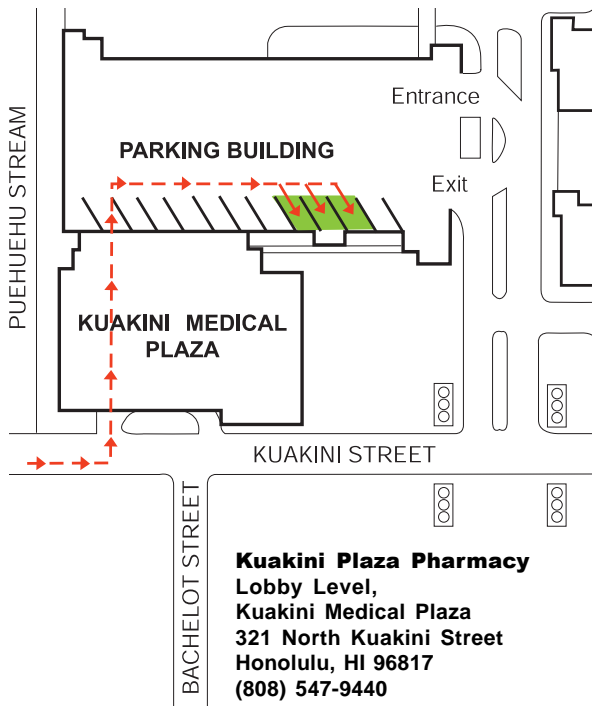 Entrance
PARKING BUILDING
Exit
PUEHUEHU STREAM
KUAKINI MEDICAL
PLAZA
KUAKINI STREET
BACHELOT STREET
Kuakini Plaza Pharmacy
Lobby Level,
Kuakini Medical Plaza
321 North Kuakini Street
Honolulu, HI 96817
(808) 547-9440